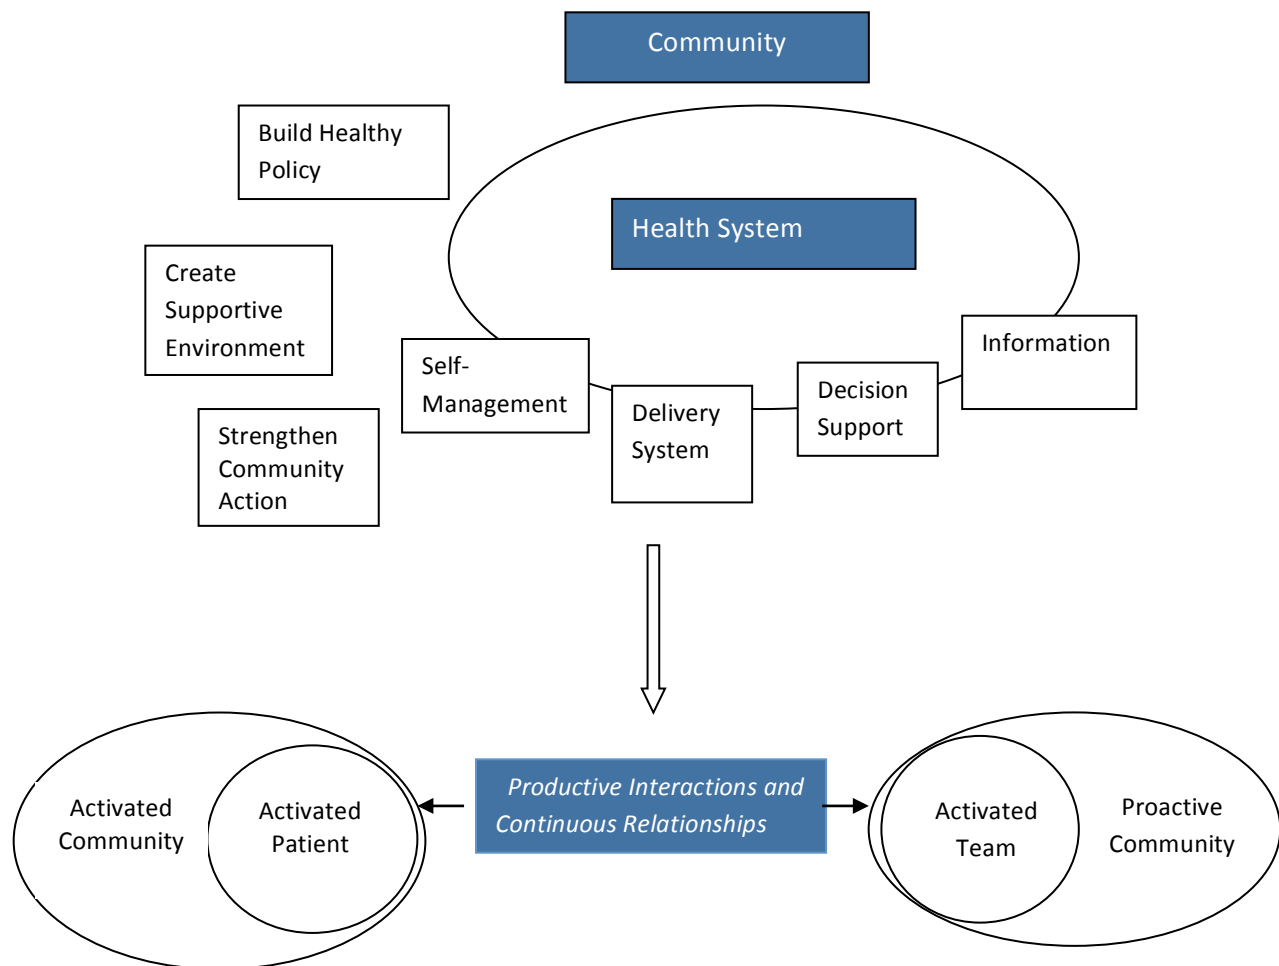 Community
Build Healthy
Policy
Health System
Create
Supportive
Environment
Self-
Management
Delivery
System
Decision
Support
Information
Strengthen
Community
Action
Productive Interactions and
Continuous Relationships
Activated
Community
Activated
Patient
Activated
Team
Proactive
Community